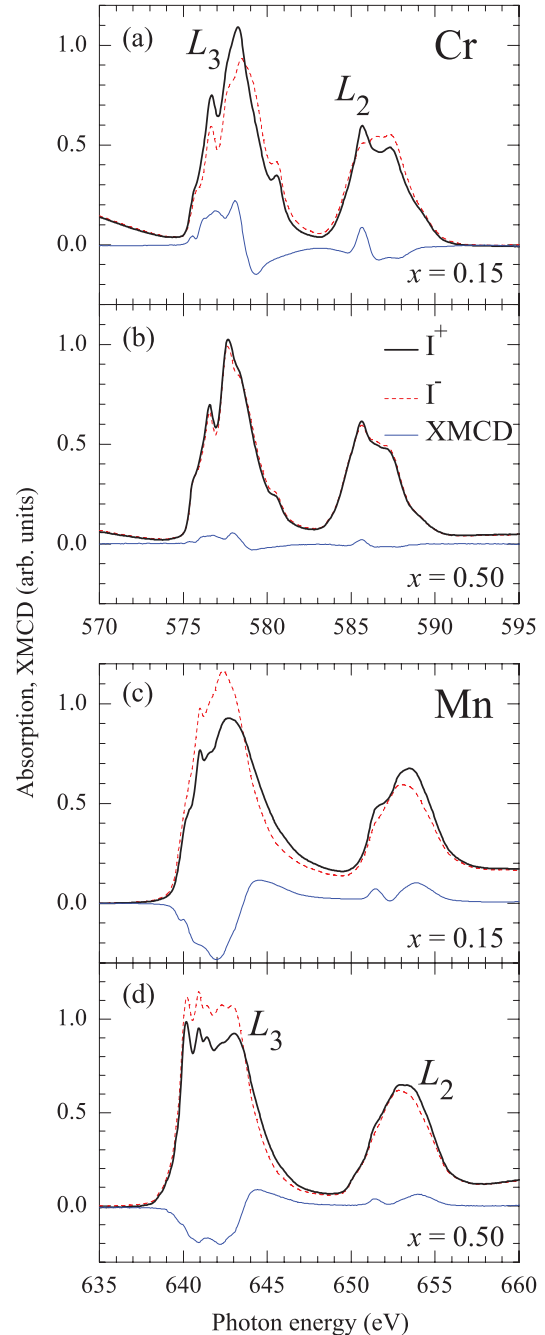 (a)
L3
Cr
L2
1.0
0.5
0.0
x = 0.15
(b)
I+
I-
XMCD
1.0
0.5
0.0
x = 0.50
570 575 580 585 590 595
Absorption, XMCD (arb. units)
(c)
Mn
1.0
0.5
0.0
x = 0.15
(d)
L3
L2
1.0
0.5
0.0
x = 0.50
635 640 645 650 655 660
Photon energy (eV)